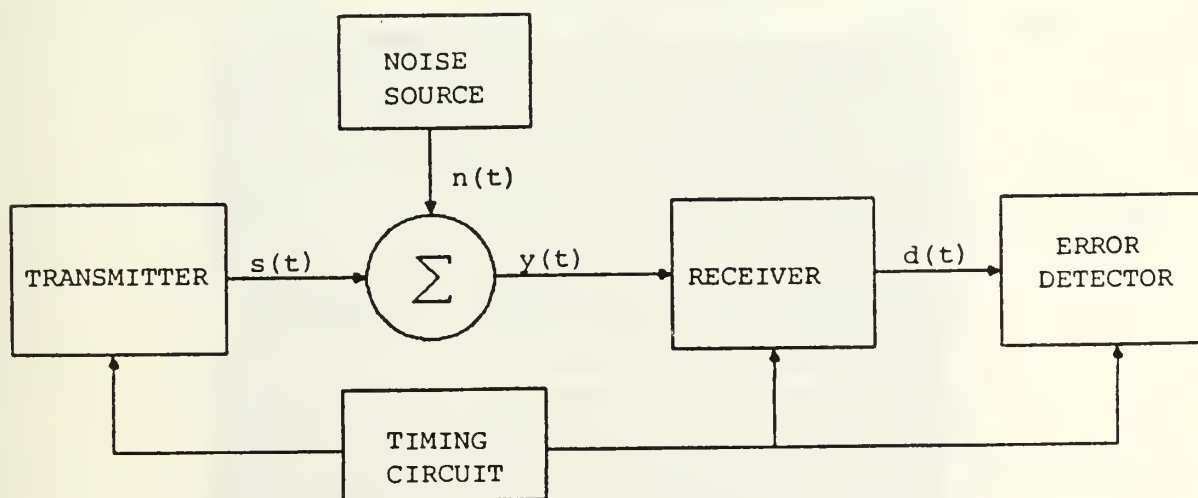 NOISE
SOURCE
n(t)
TRANSMITTER
s(t)
Σ
y(t)
RECEIVER
d(t)
ERROR
DETECTOR
TIMING
CIRCUIT